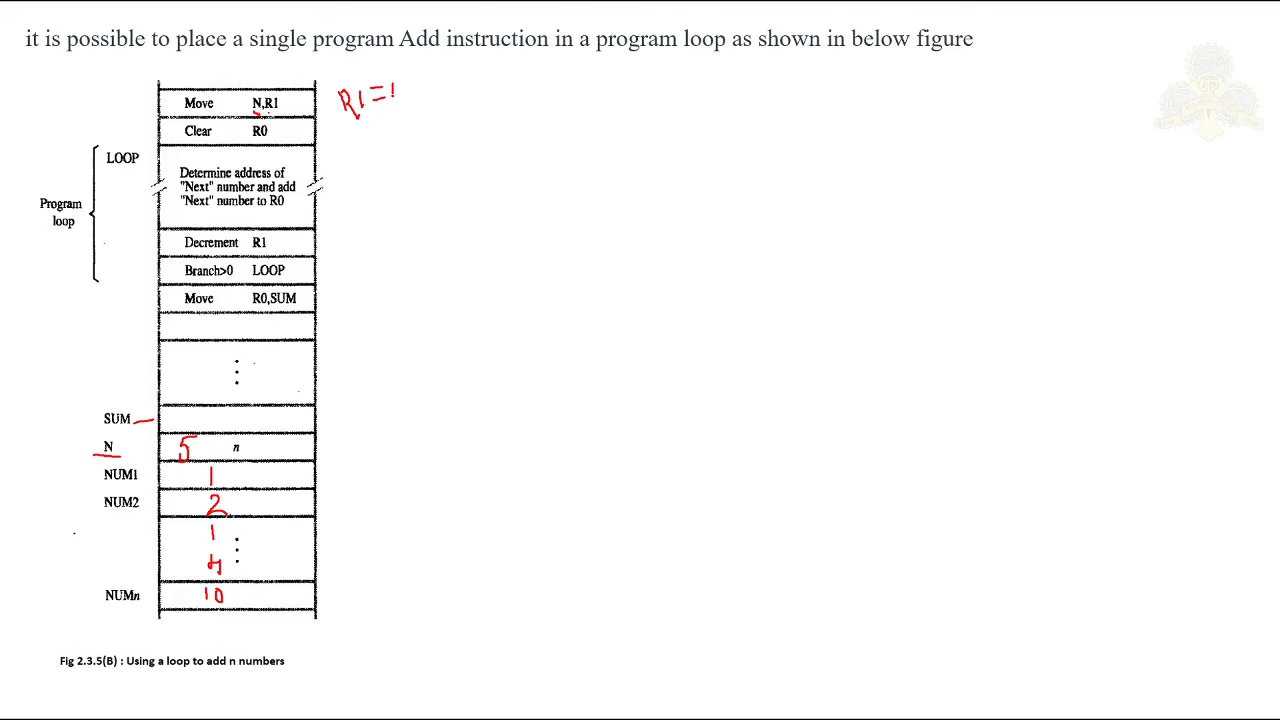 it is possible to place a single program Add instruction in a program loop as shown in below figure
Move N,R1
R1=1
Clear R0
LOOP
Determine address of
"Next" number and add
"Next" number to R0
Program
loop
Decrement R1
Branch>0 LOOP
Move R0,SUM
SUM
N 5 n
NUM1 1
NUM2 2
1
4
NUMn 10
Fig 2.3.5(B) : Using a loop to add n numbers